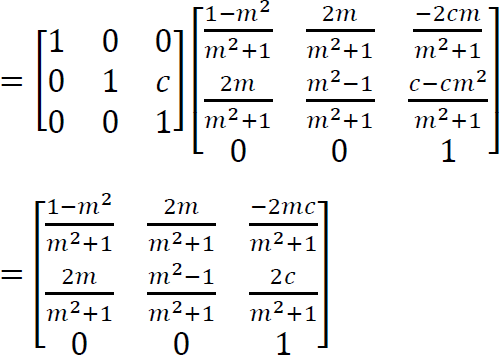 = [1 0 0; 0 1 c; 0 0 1] [(1−m²)/(m²+1) 2m/(m²+1) −2cm/(m²+1); 2m/(m²+1) (m²−1)/(m²+1) (c−cm²)/(m²+1); 0 0 1]
= [(1−m²)/(m²+1) 2m/(m²+1) −2mc/(m²+1); 2m/(m²+1) (m²−1)/(m²+1) 2c/(m²+1); 0 0 1]